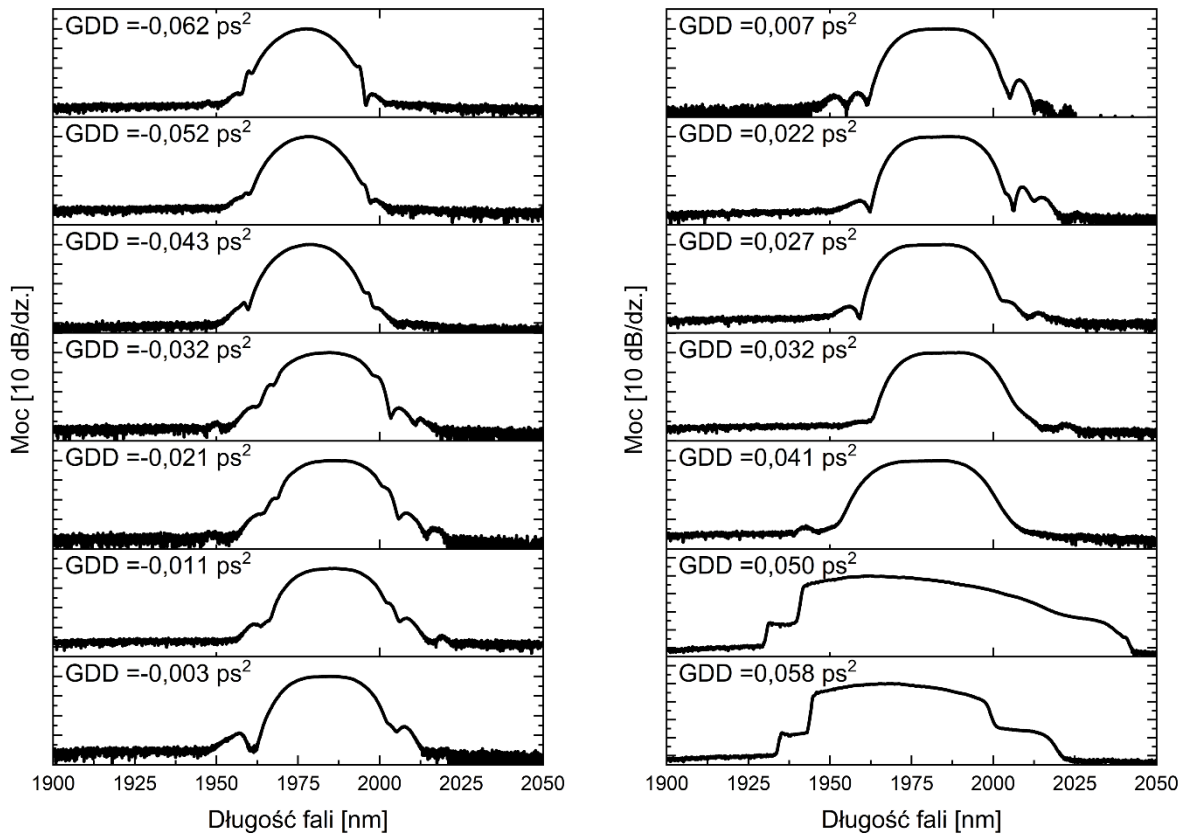 GDD =-0,062 ps²
GDD =-0,052 ps²
GDD =-0,043 ps²
GDD =-0,032 ps²
GDD =-0,021 ps²
GDD =-0,011 ps²
GDD =-0,003 ps²
Moc [10 dB/dz.]
1900 1925 1950 1975 2000 2025 2050
Długość fali [nm]
GDD =0,007 ps²
GDD =0,022 ps²
GDD =0,027 ps²
GDD =0,032 ps²
GDD =0,041 ps²
GDD =0,050 ps²
GDD =0,058 ps²
Moc [10 dB/dz.]
1900 1925 1950 1975 2000 2025 2050
Długość fali [nm]